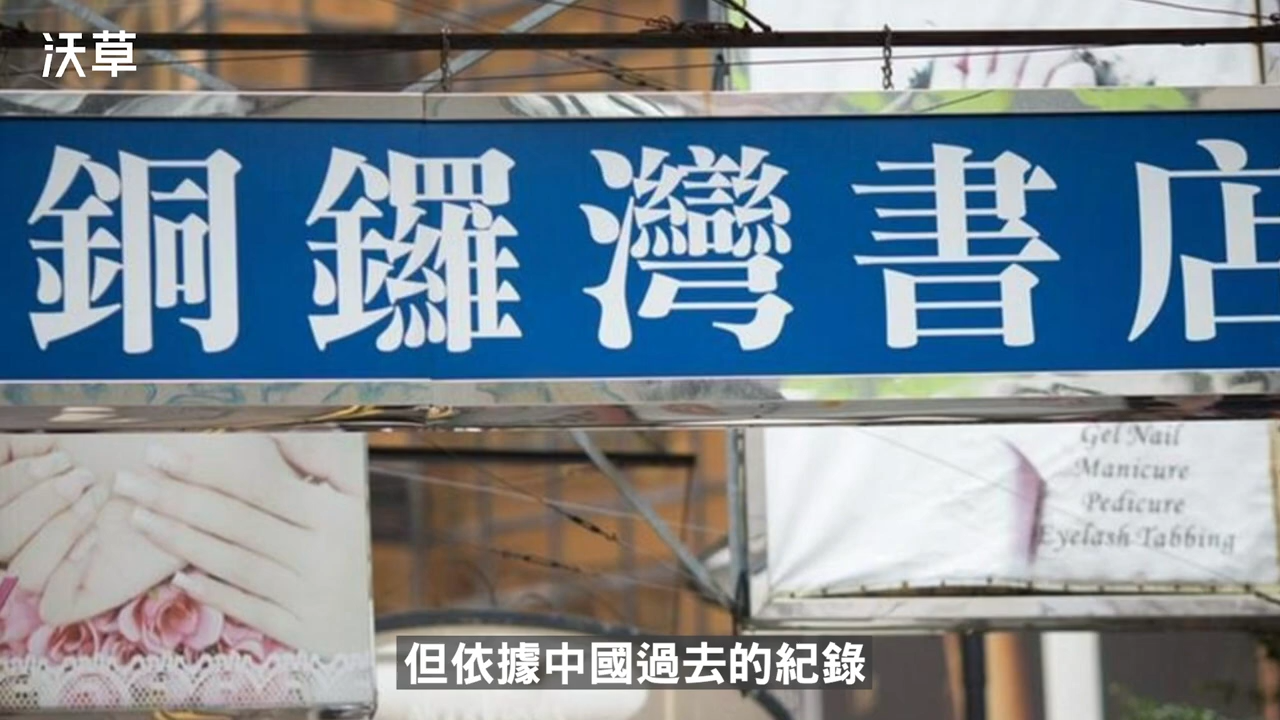 沃草
銅鑼灣書店
Gel Nail
Manicure
Pedicure
Eyelash Tabbing
但依據中國過去的紀錄